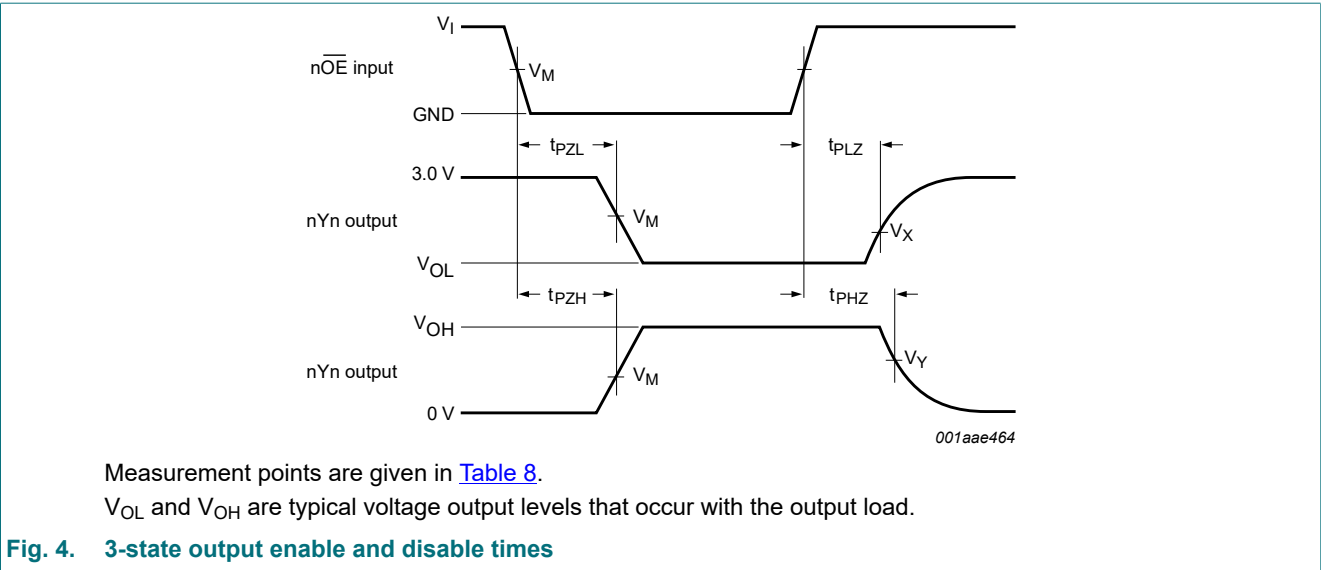 V_I
nOE̅ input
V_M
GND
t_PZL
t_PLZ
3.0 V
nYn output
V_M
V_X
V_OL
t_PZH
t_PHZ
V_OH
nYn output
V_M
V_Y
0 V
001aae464
Measurement points are given in Table 8.
V_OL and V_OH are typical voltage output levels that occur with the output load.
Fig. 4. 3-state output enable and disable times